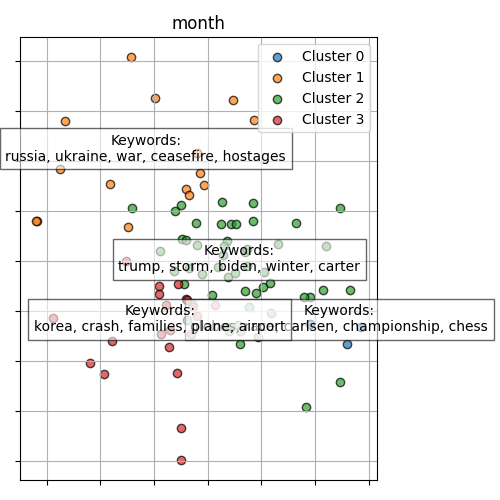 month
Cluster 0
Cluster 1
Cluster 2
Cluster 3
Keywords:
russia, ukraine, war, ceasefire, hostages
Keywords:
trump, storm, biden, winter, carter
Keywords:
korea, crash, families, plane, airport
Keywords:
carlsen, championship, chess